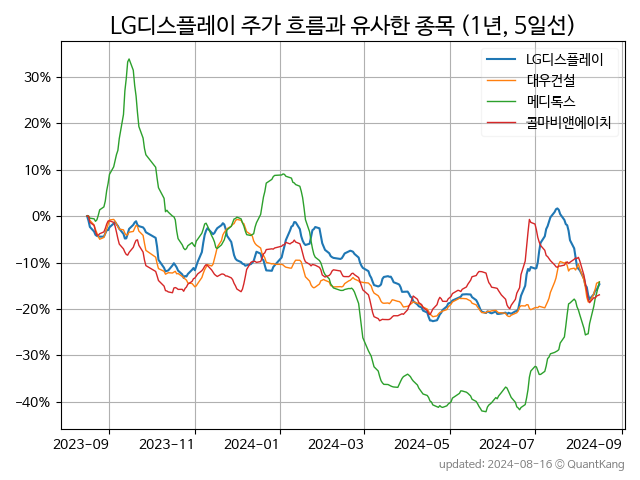 LG디스플레이 주가 흐름과 유사한 종목 (1년, 5일선)
LG디스플레이
대우건설
메디톡스
콜마비앤에이치
30%
20%
10%
0%
−10%
−20%
−30%
−40%
2023-09 2023-11 2024-01 2024-03 2024-05 2024-07 2024-09
updated: 2024-08-16 © QuantKang